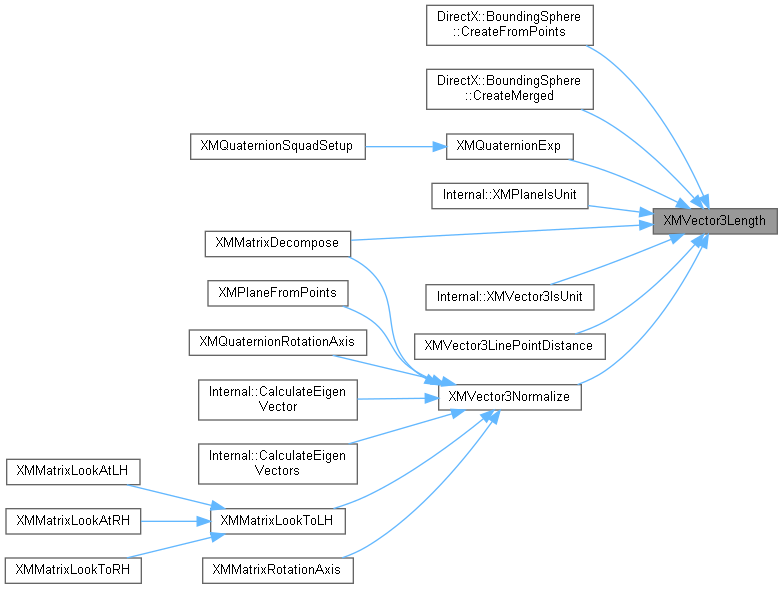 DirectX::BoundingSphere
::CreateFromPoints
DirectX::BoundingSphere
::CreateMerged
XMQuaternionSquadSetup
XMQuaternionExp
Internal::XMPlaneIsUnit
XMVector3Length
XMMatrixDecompose
XMPlaneFromPoints
Internal::XMVector3IsUnit
XMQuaternionRotationAxis
XMVector3LinePointDistance
Internal::CalculateEigen
Vector
XMVector3Normalize
Internal::CalculateEigen
Vectors
XMMatrixLookAtLH
XMMatrixLookAtRH
XMMatrixLookToLH
XMMatrixLookToRH
XMMatrixRotationAxis